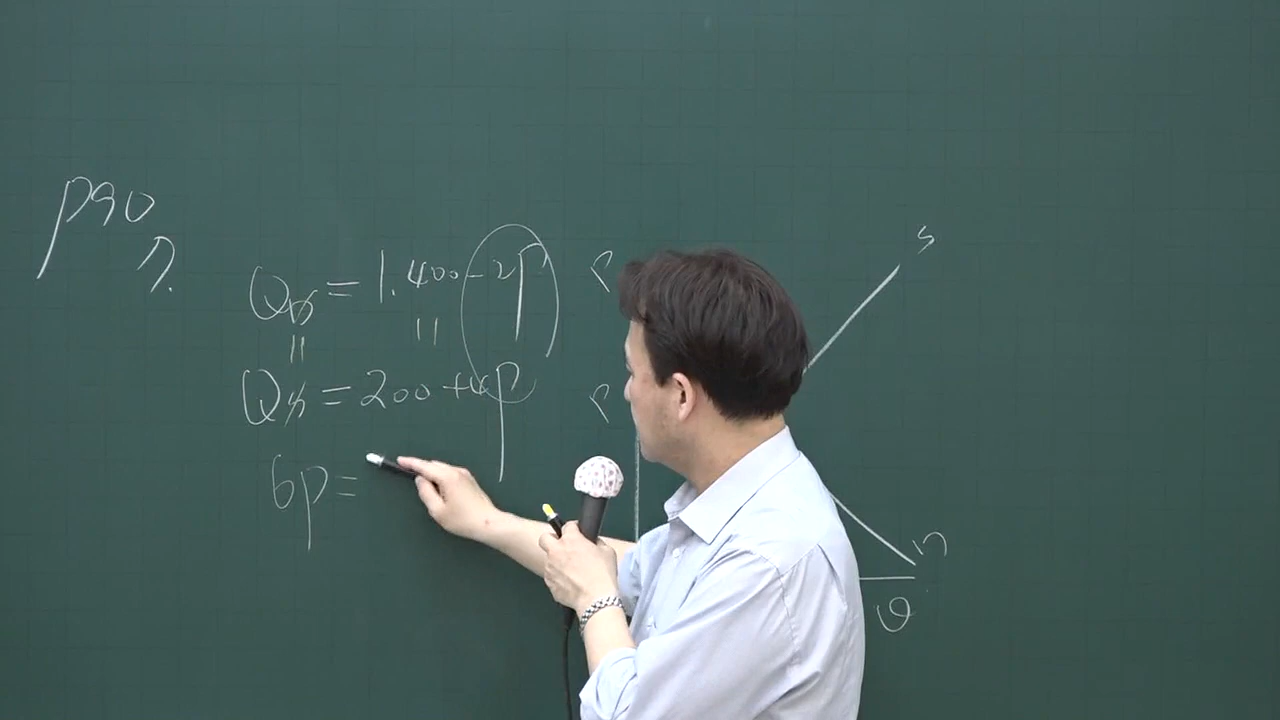 P90
7.
QD = 1.400 - 2P
=
=
QS = 200 + 4P
6P =
P
P
S
D
Q